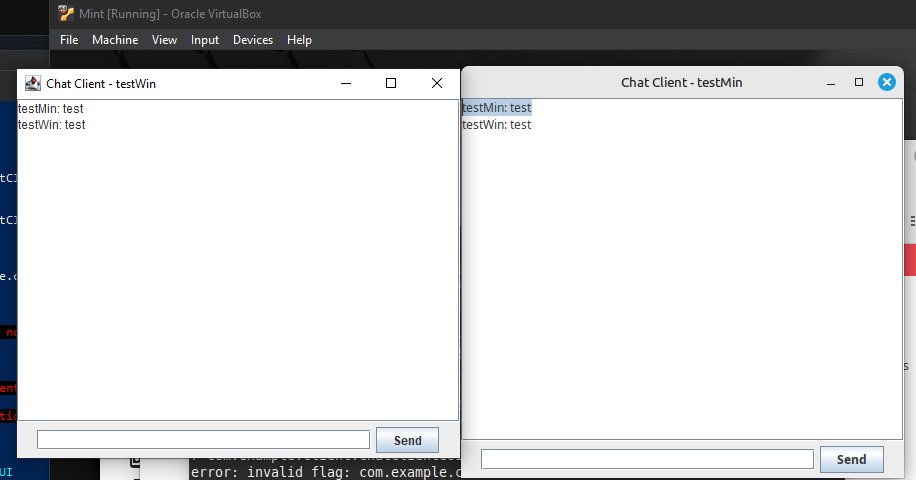 Mint [Running] - Oracle VirtualBox
File Machine View Input Devices Help
Chat Client - testWin
testMin: test
testWin: test
Send
Chat Client - testMin
testMin: test
testWin: test
Send
error: invalid flag: com.example.c
UI